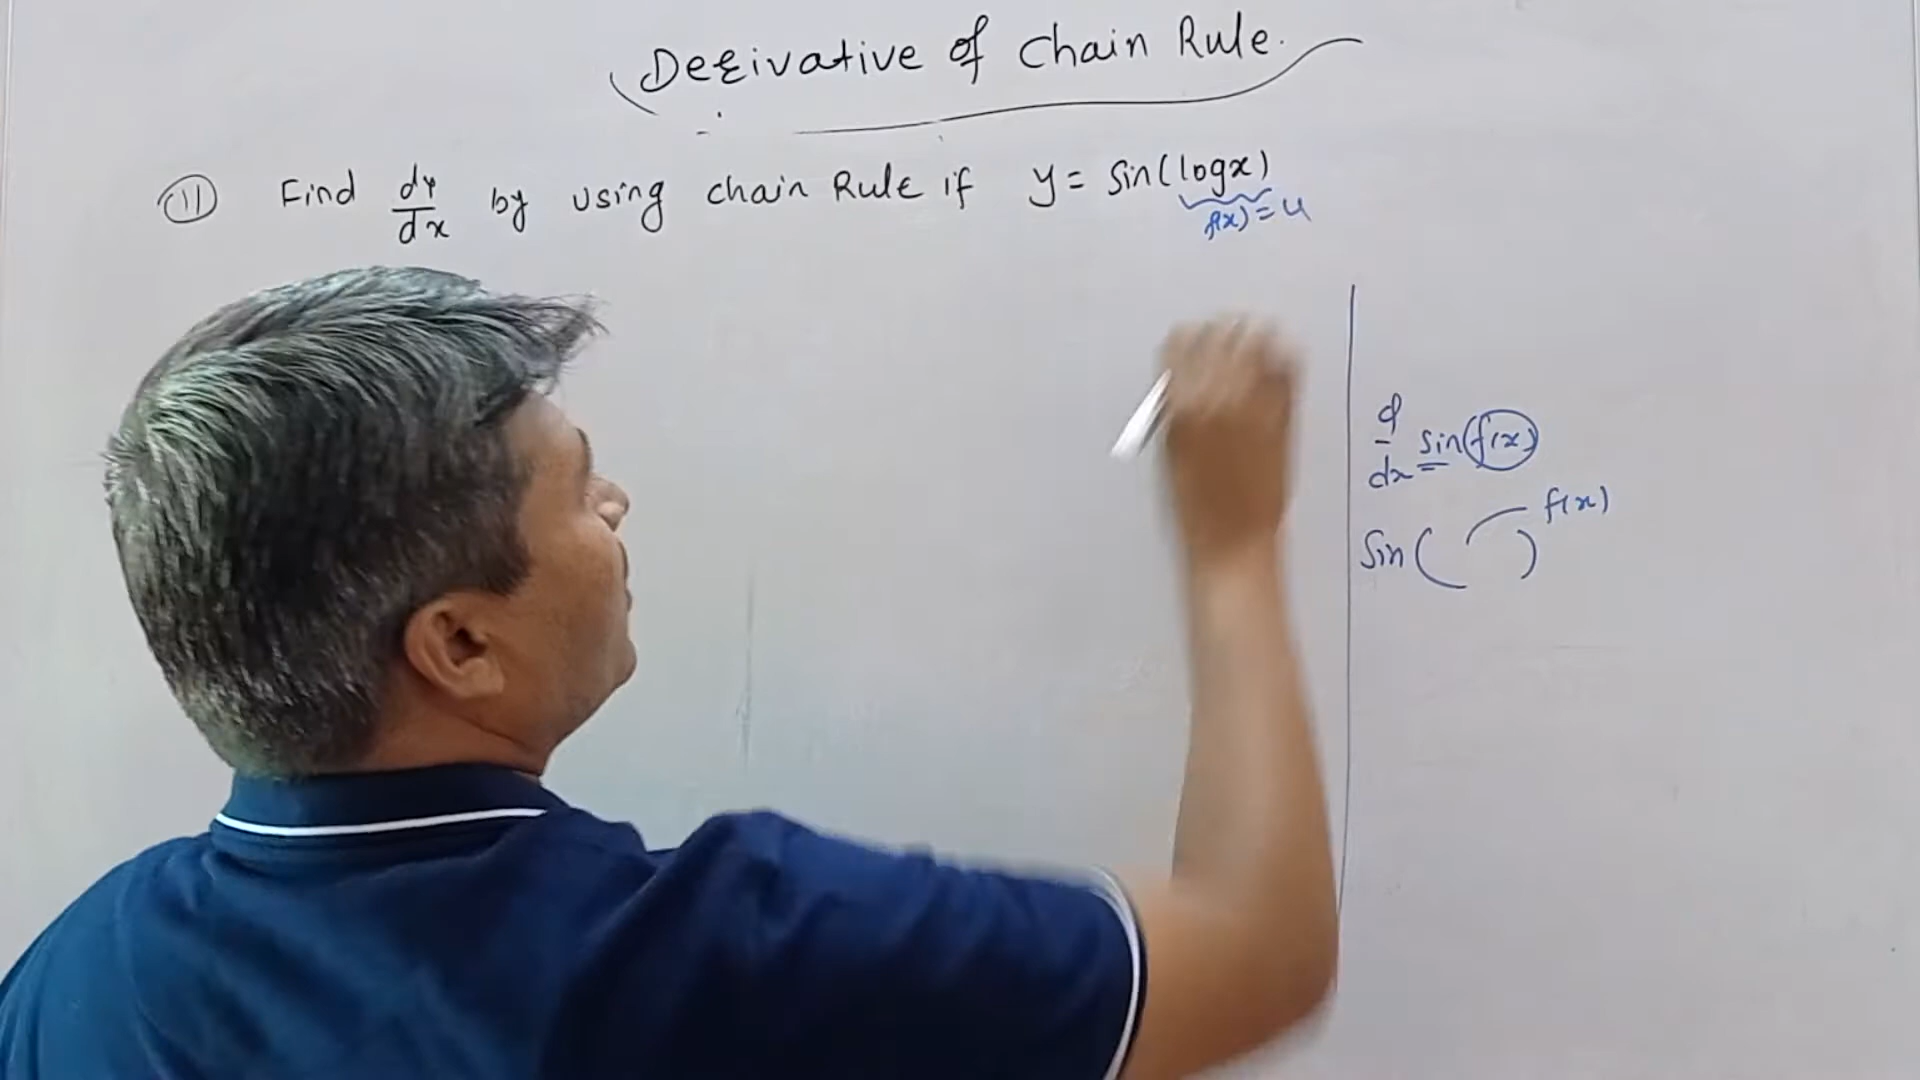 Derivative of Chain Rule.
(11) Find dy/dx by using chain Rule if y = sin(logx)
f(x) = u
d/dx sin(f(x))
sin( ) f(x)